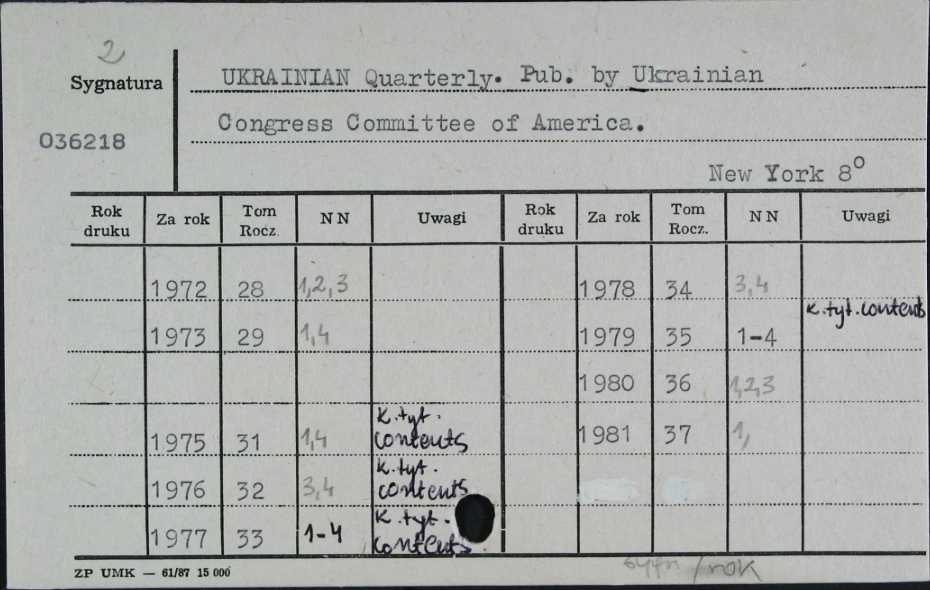 2
Sygnatura
UKRAINIAN Quarterly. Pub. by Ukrainian
036218
Congress Committee of America.
New York 8°
Rok druku Za rok Tom Rocz. N N Uwagi Rok druku Za rok Tom Rocz. N N Uwagi
1972 28 1,2,3 1978 34 3,4
k.tyt.contents
1973 29 1,4 1979 35 1-4
1980 36 1,2,3
k.tyt.
1975 31 1,4 contents 1981 37 1,
k.tyt.
1976 32 3,4 contents
k.tyt.
1977 33 1-4 contents
ZP UMK — 61/87 15 000
/rok